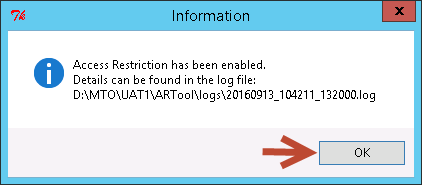 Information
x
Access Restriction has been enabled.
Details can be found in the log file:
D:\MTO\UAT1\ARTool\logs\20160913_104211_132000.log
OK